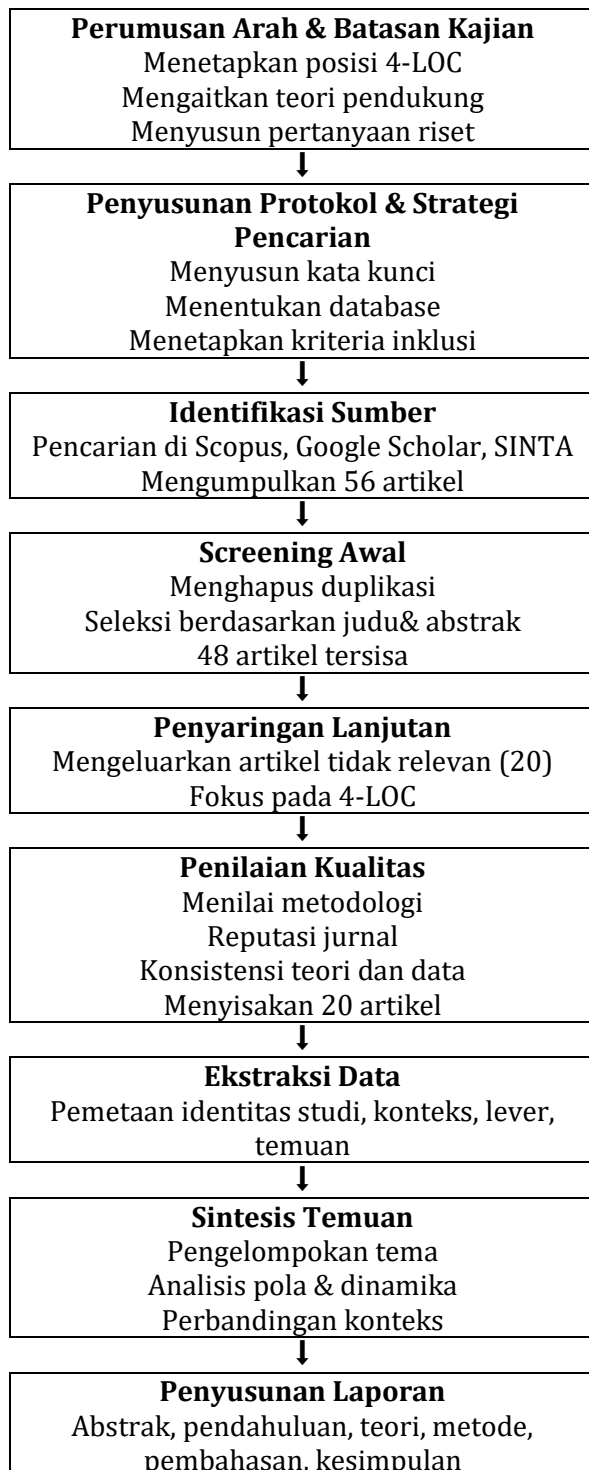 Perumusan Arah & Batasan Kajian
Menetapkan posisi 4-LOC
Mengaitkan teori pendukung
Menyusun pertanyaan riset
Penyusunan Protokol & Strategi
Pencarian
Menyusun kata kunci
Menentukan database
Menetapkan kriteria inklusi
Identifikasi Sumber
Pencarian di Scopus, Google Scholar, SINTA
Mengumpulkan 56 artikel
Screening Awal
Menghapus duplikasi
Seleksi berdasarkan judu& abstrak
48 artikel tersisa
Penyaringan Lanjutan
Mengeluarkan artikel tidak relevan (20)
Fokus pada 4-LOC
Penilaian Kualitas
Menilai metodologi
Reputasi jurnal
Konsistensi teori dan data
Menyisakan 20 artikel
Ekstraksi Data
Pemetaan identitas studi, konteks, lever,
temuan
Sintesis Temuan
Pengelompokan tema
Analisis pola & dinamika
Perbandingan konteks
Penyusunan Laporan
Abstrak, pendahuluan, teori, metode,
pembahasan, kesimpulan